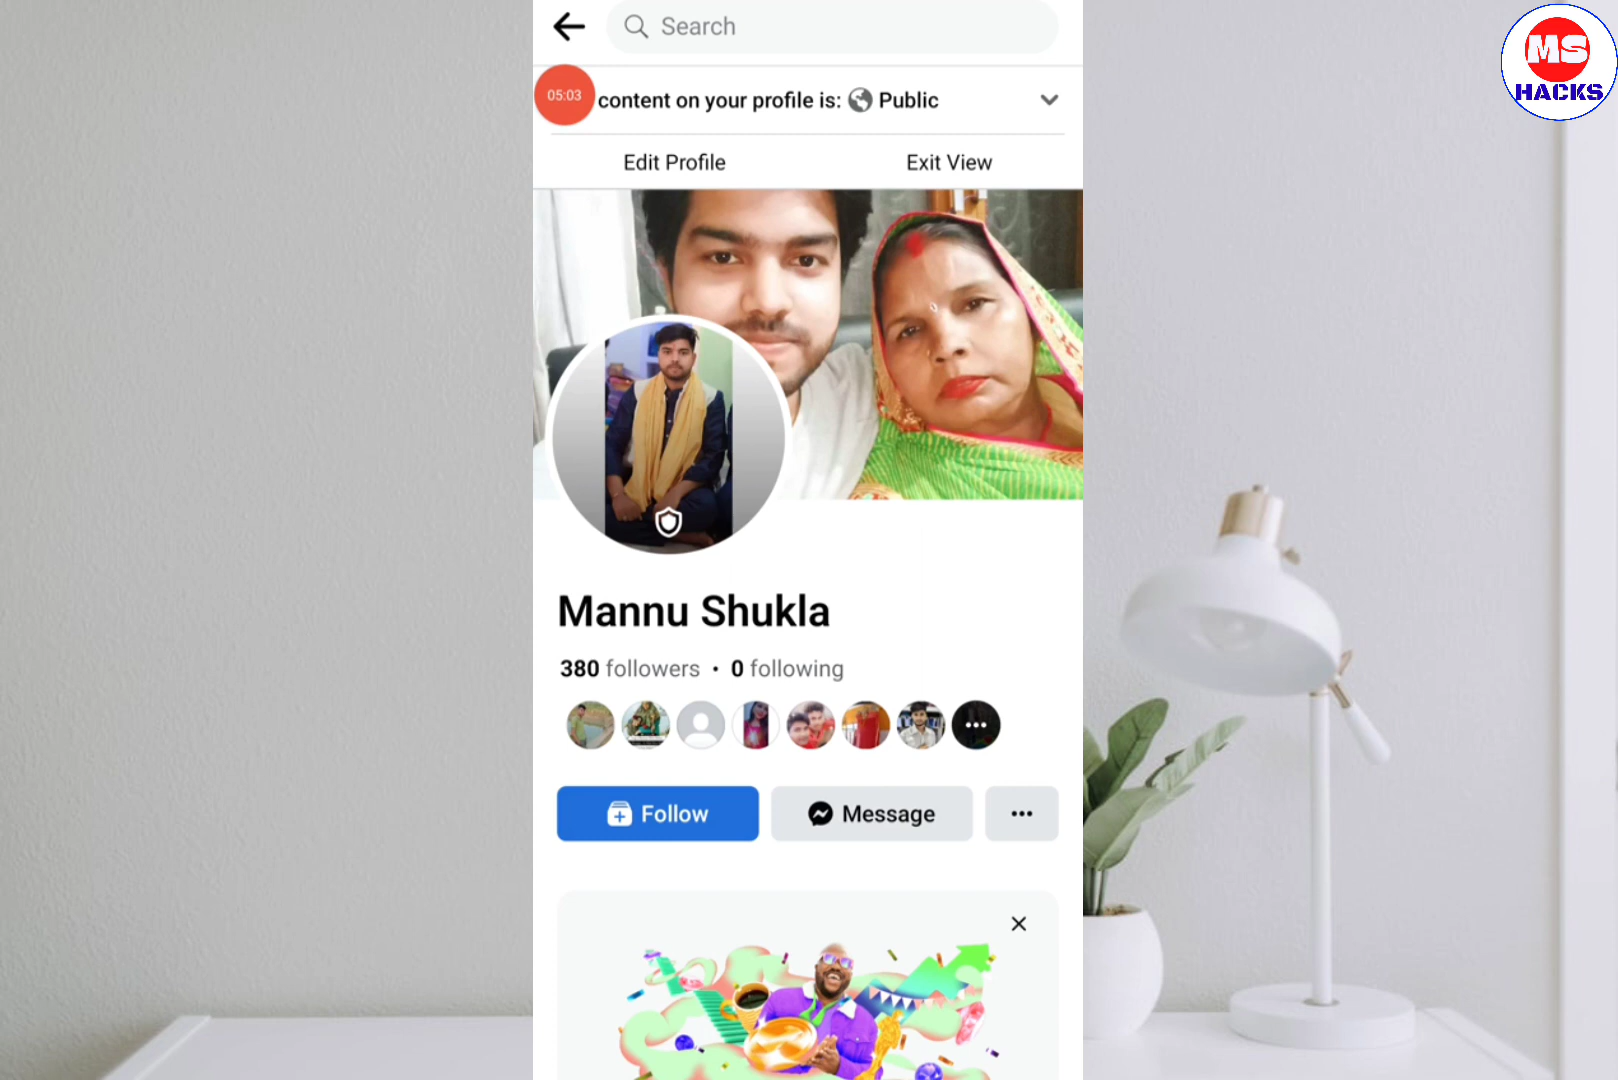 Search
MS
HACKS
05:03
content on your profile is: Public
Edit Profile
Exit View
Mannu Shukla
380 followers • 0 following
Follow
Message